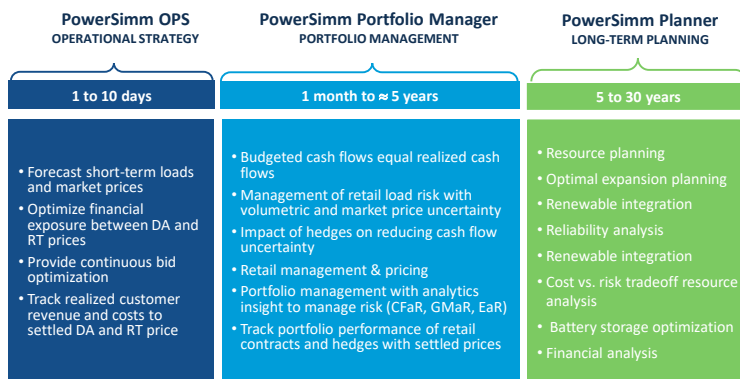 PowerSimm OPS
OPERATIONAL STRATEGY
1 to 10 days
• Forecast short-term loads
and market prices
• Optimize financial
exposure between DA and
RT prices
• Provide continuous bid
optimization
• Track realized customer
revenue and costs to
settled DA and RT price
PowerSimm Portfolio Manager
PORTFOLIO MANAGEMENT
1 month to ≈ 5 years
• Budgeted cash flows equal realized cash
flows
• Management of retail load risk with
volumetric and market price uncertainty
• Impact of hedges on reducing cash flow
uncertainty
• Retail management & pricing
• Portfolio management with analytics
insight to manage risk (CFaR, GMaR, EaR)
• Track portfolio performance of retail
contracts and hedges with settled prices
PowerSimm Planner
LONG-TERM PLANNING
5 to 30 years
• Resource planning
• Optimal expansion planning
• Renewable integration
• Reliability analysis
• Renewable integration
• Cost vs. risk tradeoff resource
analysis
• Battery storage optimization
• Financial analysis